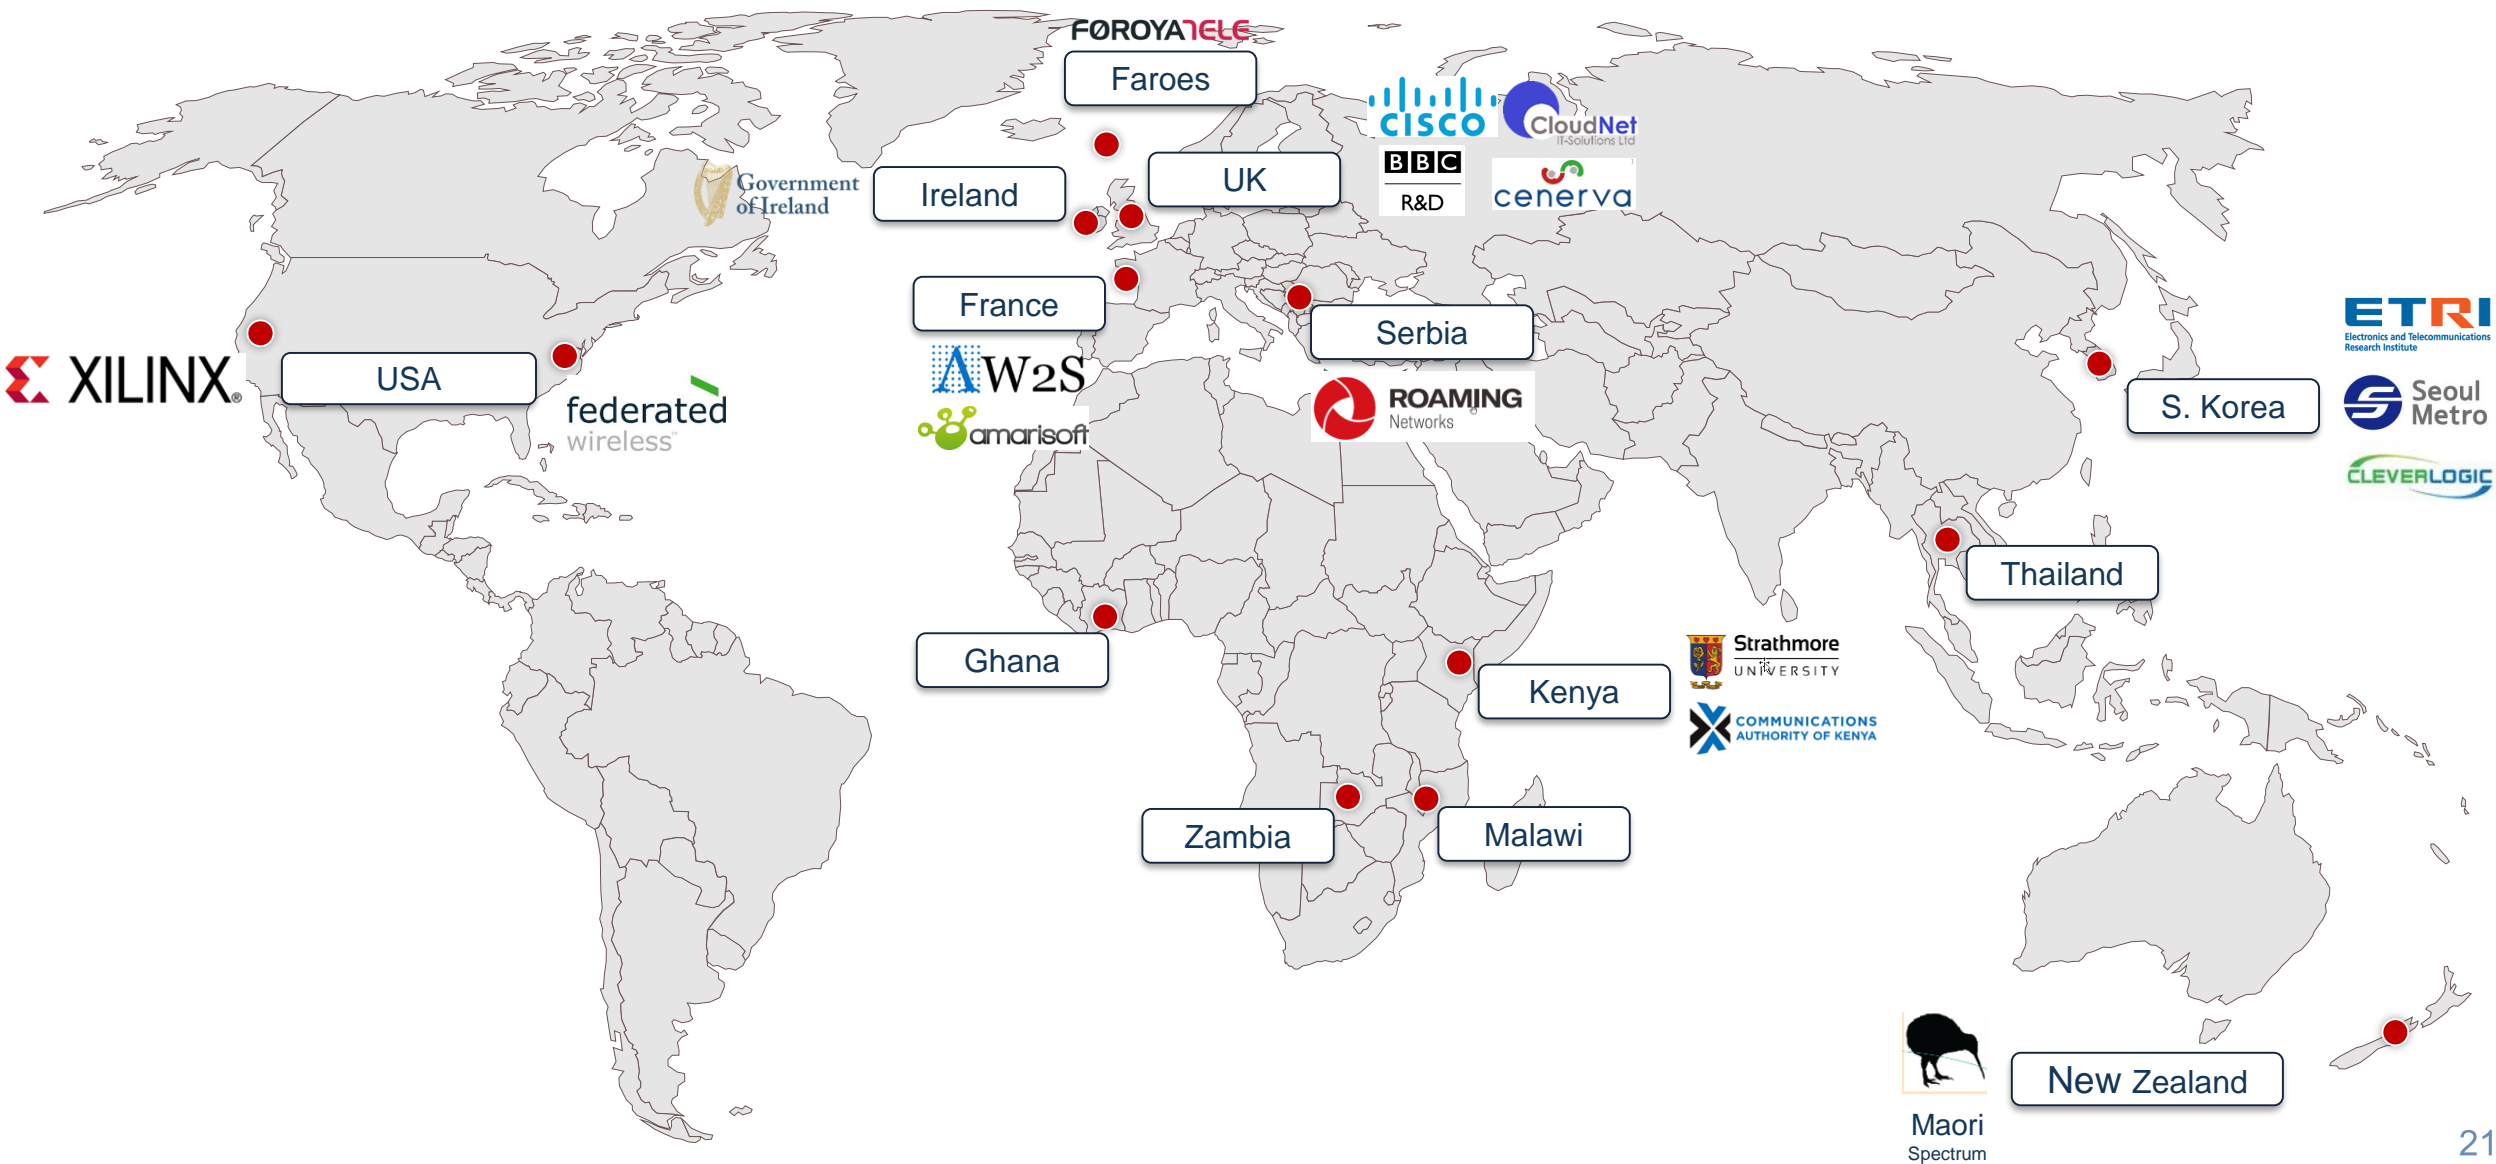 FØROYATELE
Faroes
CISCO
CloudNet
IT-Solutions Ltd
BBC
R&D
cenerva
Government
of Ireland
Ireland
UK
France
AW2S
amarisoft
Serbia
ROAMING
Networks
XILINX®
USA
federated
wireless™
ETRI
Electronics and Telecommunications
Research Institute
S. Korea
Seoul
Metro
CLEVERLOGIC
Thailand
Ghana
Kenya
Strathmore
UNIVERSITY
COMMUNICATIONS
AUTHORITY OF KENYA
Zambia
Malawi
New Zealand
Maori
Spectrum
21